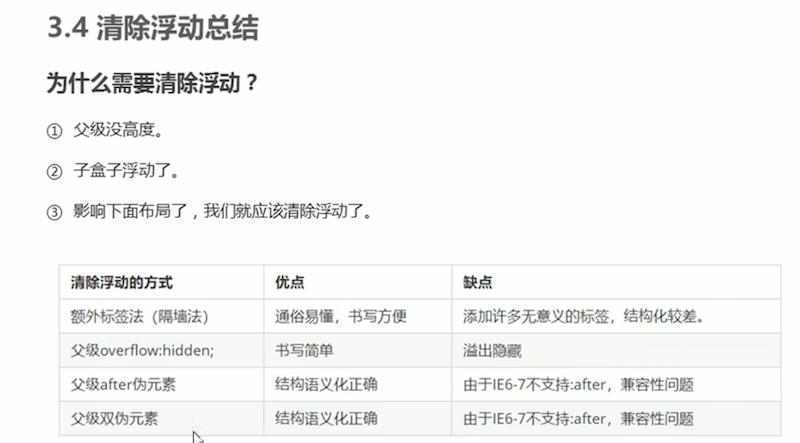 3.4 清除浮动总结
为什么需要清除浮动？
① 父级没高度。
② 子盒子浮动了。
③ 影响下面布局了，我们就应该清除浮动了。
清除浮动的方式 优点 缺点
额外标签法（隔墙法） 通俗易懂，书写方便 添加许多无意义的标签，结构化较差。
父级overflow:hidden; 书写简单 溢出隐藏
父级after伪元素 结构语义化正确 由于IE6-7不支持:after，兼容性问题
父级双伪元素 结构语义化正确 由于IE6-7不支持:after，兼容性问题